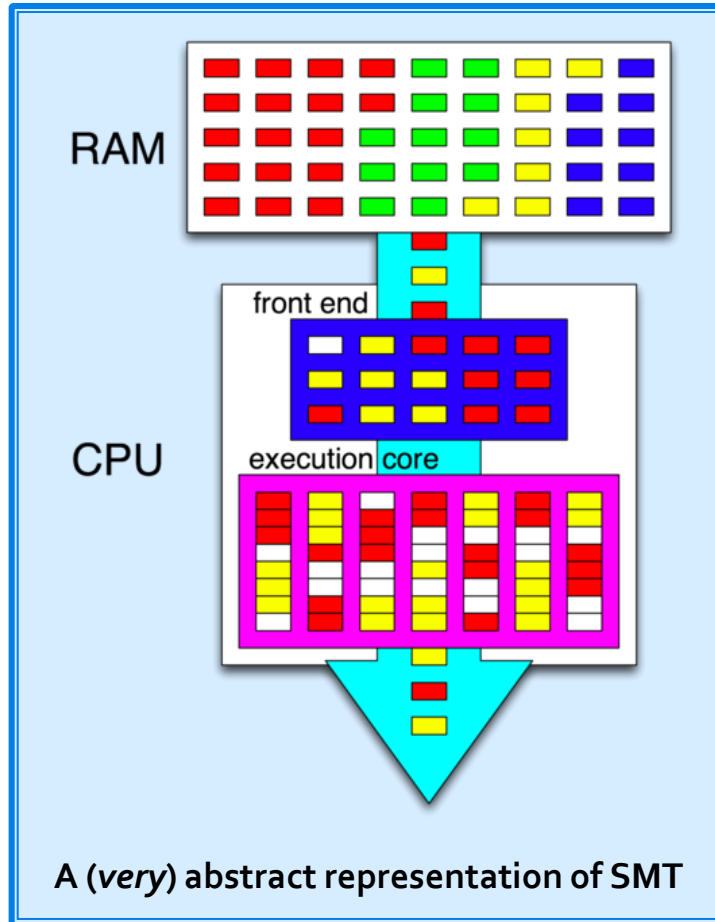 RAM
front end
CPU
execution core
A (very) abstract representation of SMT